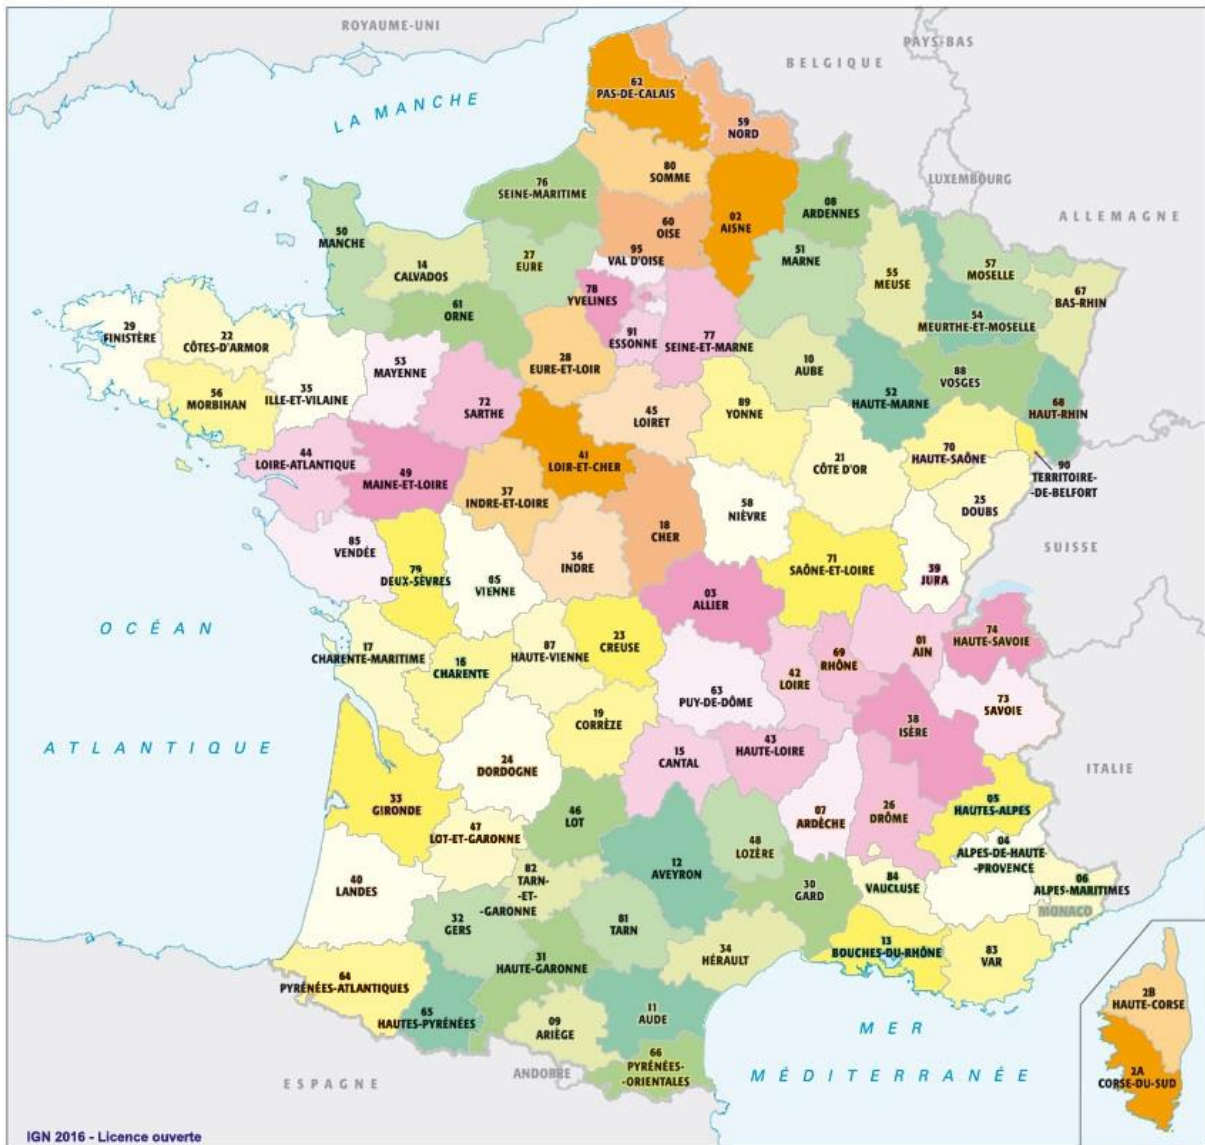 ROYAUME-UNI
PAYS-BAS
BELGIQUE
LA MANCHE
62
PAS-DE-CALAIS
59
NORD
80
SOMME
LUXEMBOURG
ALLEMAGNE
76
SEINE-MARITIME
02
AISNE
08
ARDENNES
60
OISE
50
MANCHE
14
CALVADOS
27
EURE
95
VAL D'OISE
51
MARNE
55
MEUSE
57
MOSELLE
67
BAS-RHIN
78
YVELINES
61
ORNE
91
ESSONNE
77
SEINE-ET-MARNE
54
MEURTHE-ET-MOSELLE
29
FINISTÈRE
22
CÔTES-D'ARMOR
53
MAYENNE
28
EURE-ET-LOIR
10
AUBE
88
VOSGES
52
HAUTE-MARNE
68
HAUT-RHIN
56
MORBIHAN
35
ILLE-ET-VILAINE
72
SARTHE
45
LOIRET
89
YONNE
44
LOIRE-ATLANTIQUE
49
MAINE-ET-LOIRE
41
LOIR-ET-CHER
21
CÔTE D'OR
70
HAUTE-SAÔNE
90
TERRITOIRE-
-DE-BELFORT
37
INDRE-ET-LOIRE
58
NIÈVRE
25
DOUBS
18
CHER
85
VENDÉE
79
DEUX-SÈVRES
85
VIENNE
36
INDRE
71
SAÔNE-ET-LOIRE
39
JURA
SUISSE
03
ALLIER
OCÉAN
17
CHARENTE-MARITIME
16
CHARENTE
87
HAUTE-VIENNE
23
CREUSE
42
LOIRE
69
RHÔNE
01
AIN
74
HAUTE-SAVOIE
63
PUY-DE-DÔME
73
SAVOIE
19
CORRÈZE
38
ISÈRE
ATLANTIQUE
24
DORDOGNE
15
CANTAL
43
HAUTE-LOIRE
ITALIE
33
GIRONDE
46
LOT
07
ARDÈCHE
26
DRÔME
05
HAUTES-ALPES
47
LOT-ET-GARONNE
48
LOZÈRE
04
ALPES-DE-HAUTE-
-PROVENCE
40
LANDES
82
TARN-
-ET-
-GARONNE
12
AVEYRON
30
GARD
84
VAUCLUSE
06
ALPES-MARITIMES
MONACO
32
GERS
81
TARN
34
HÉRAULT
13
BOUCHES-DU-RHÔNE
83
VAR
31
HAUTE-GARONNE
64
PYRÉNÉES-ATLANTIQUES
65
HAUTES-PYRÉNÉES
09
ARIÈGE
11
AUDE
2B
HAUTE-CORSE
MER
MÉDITERRANÉE
66
PYRÉNÉES-
-ORIENTALES
ANDORRE
ESPAGNE
2A
CORSE-DU-SUD
IGN 2016 - Licence ouverte